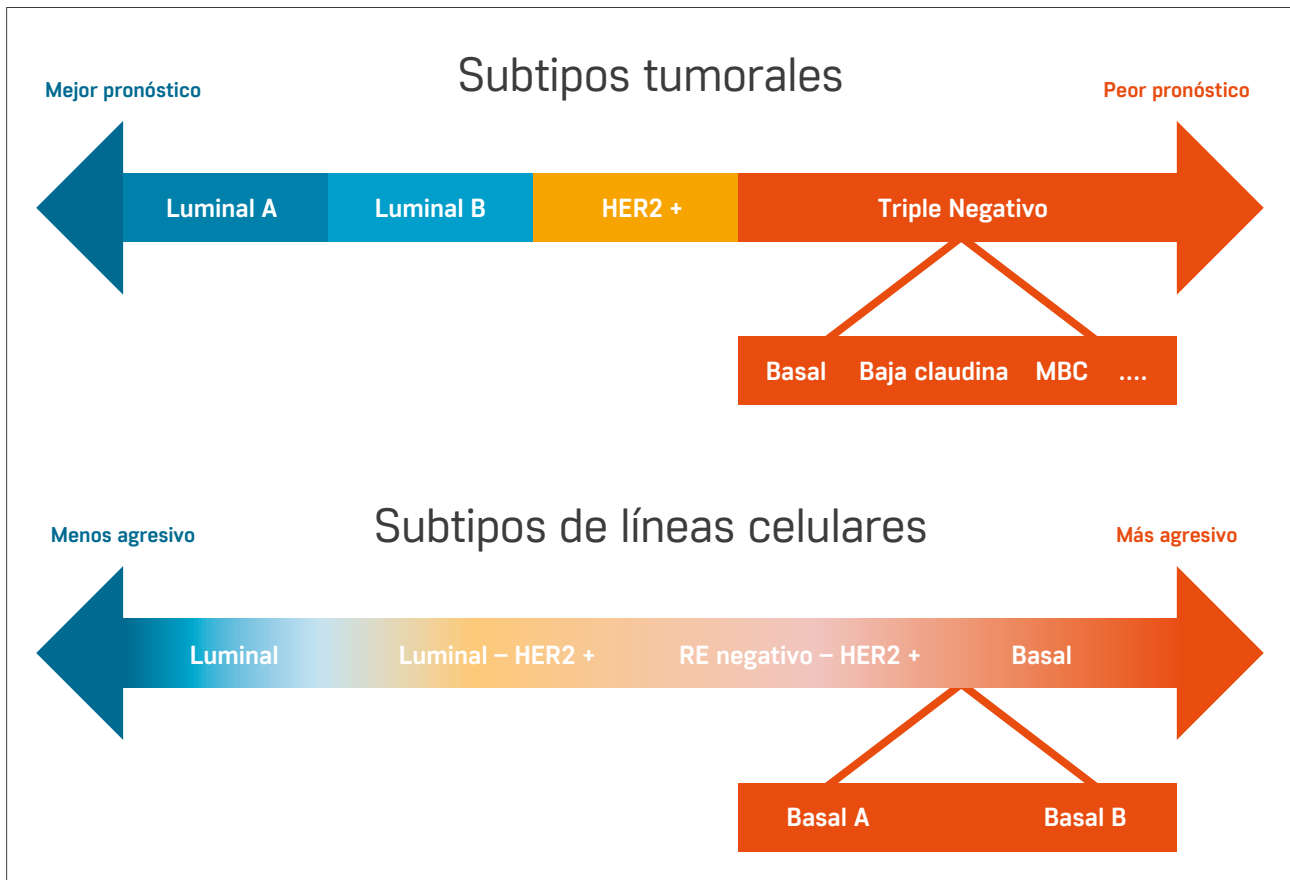 Subtipos tumorales
Mejor pronóstico
Peor pronóstico
Luminal A
Luminal B
HER2 +
Triple Negativo
Basal
Baja claudina
MBC
....
Subtipos de líneas celulares
Menos agresivo
Más agresivo
Luminal
Luminal – HER2 +
RE negativo – HER2 +
Basal
Basal A
Basal B